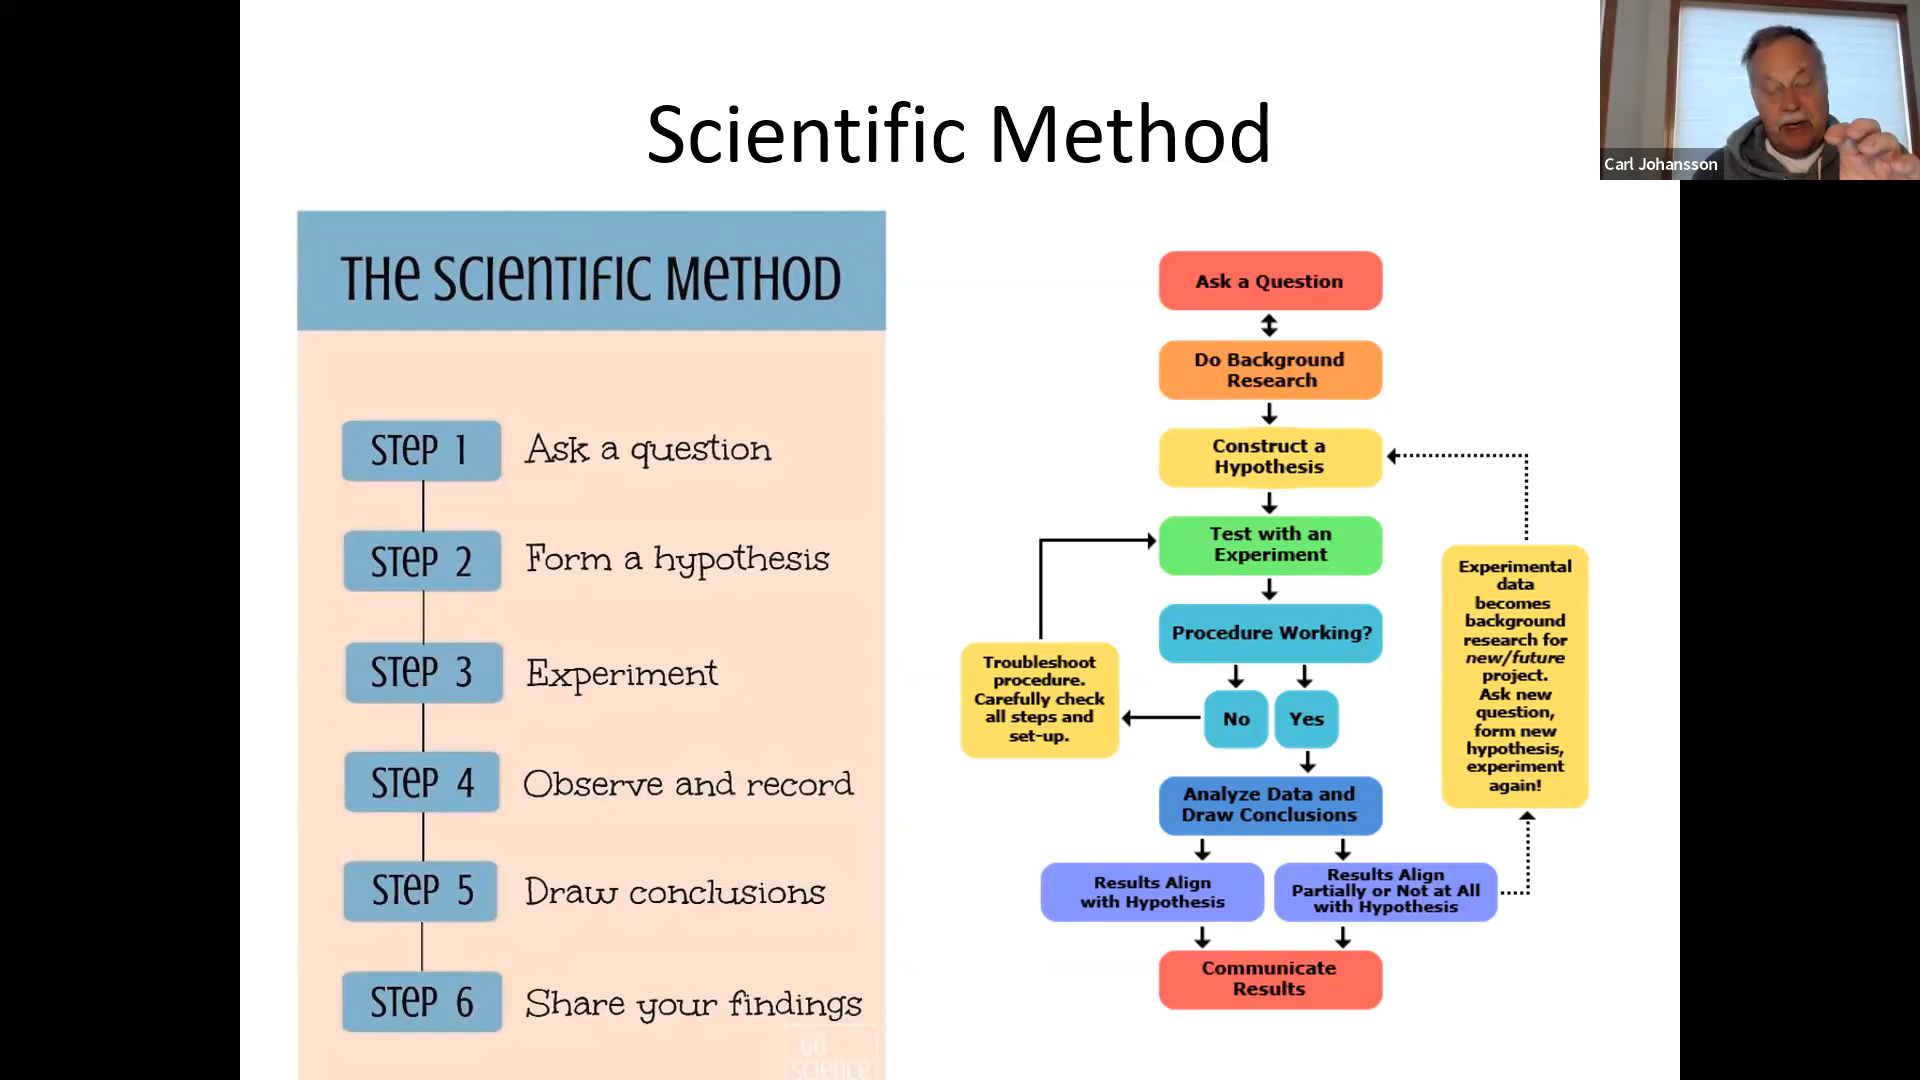 Scientific Method
Carl Johansson
THE SCIENTIFIC METHOD
STEP 1 Ask a question
STEP 2 Form a hypothesis
STEP 3 Experiment
STEP 4 Observe and record
STEP 5 Draw conclusions
STEP 6 Share your findings
GO
SCIENCE
Ask a Question
Do Background
Research
Construct a
Hypothesis
Test with an
Experiment
Procedure Working?
No Yes
Troubleshoot
procedure.
Carefully check
all steps and
set-up.
Analyze Data and
Draw Conclusions
Results Align
with Hypothesis
Results Align
Partially or Not at All
with Hypothesis
Communicate
Results
Experimental
data
becomes
background
research for
new/future
project.
Ask new
question,
form new
hypothesis,
experiment
again!